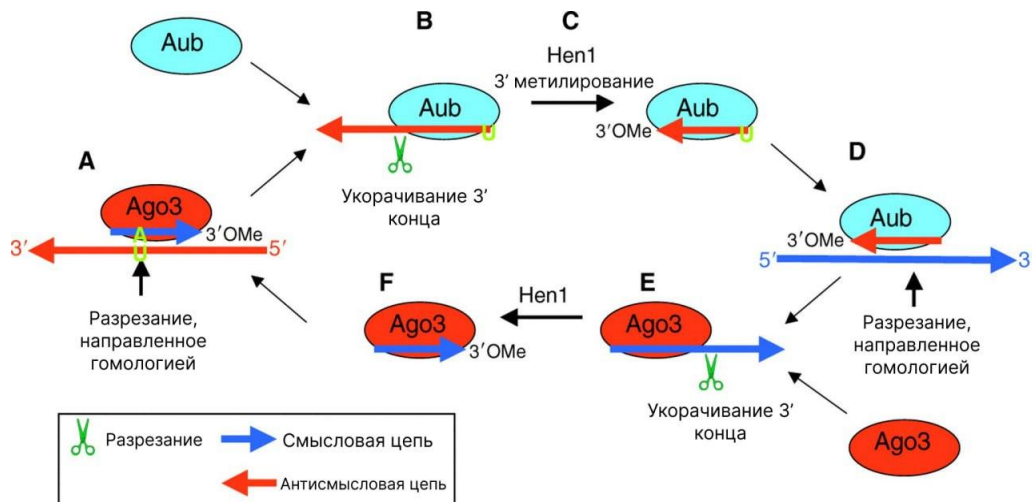 B
C
Aub
Hen1
3′ метилирование
Aub
U
Aub
3′OMe
U
A
Укорачивание 3′
конца
D
Ago3
A
3′OMe
3′
U
5′
Aub
3′OMe
5′
3
Разрезание,
направленное
гомологией
F
Hen1
E
Ago3
3′OMe
Ago3
Разрезание,
направленное
гомологией
Укорачивание 3′
конца
Ago3
Разрезание
Смысловая цепь
Антисмысловая цепь